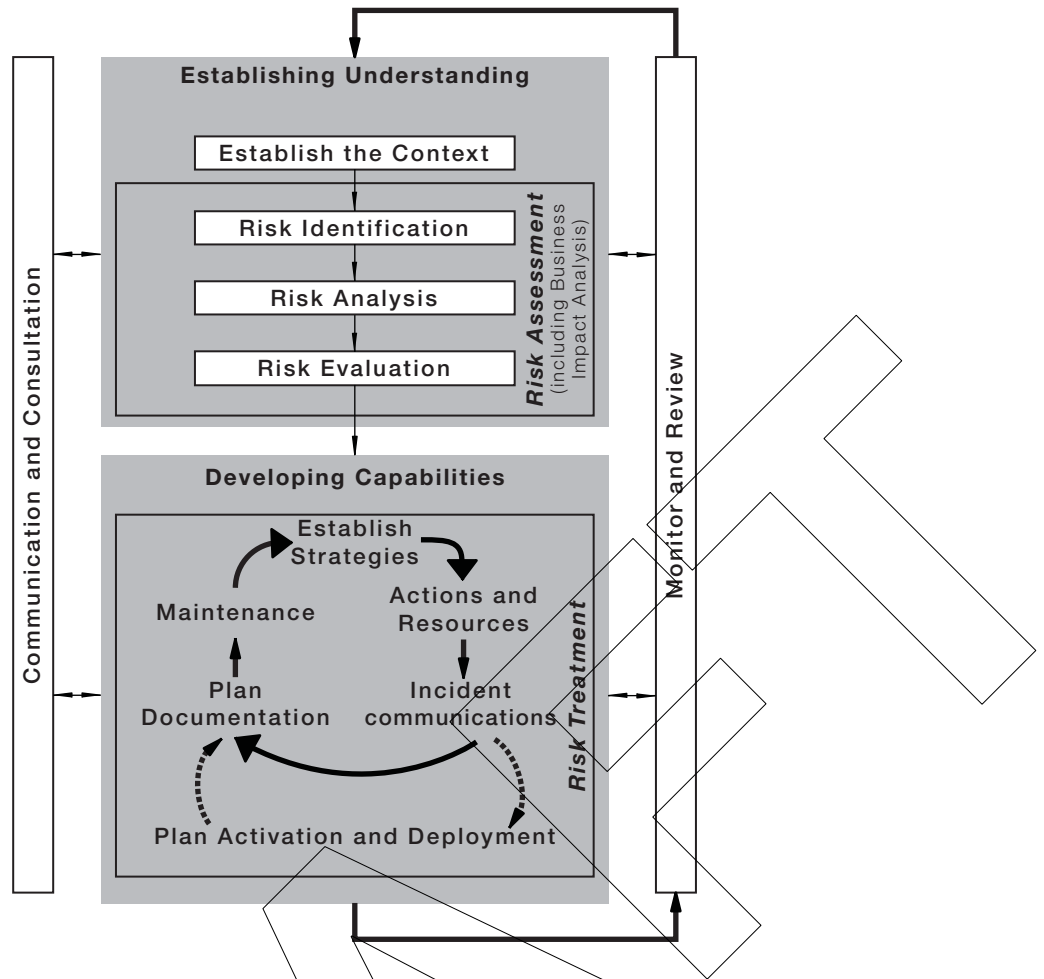 Communication and Consultation
Establishing Understanding
Establish the Context
Risk Identification
Risk Analysis
Risk Evaluation
Risk Assessment
(including Business
Impact Analysis)
Monitor and Review
Developing Capabilities
Establish
Strategies
Actions and
Resources
Maintenance
Incident
communications
Plan
Documentation
Plan Activation and Deployment
Risk Treatment